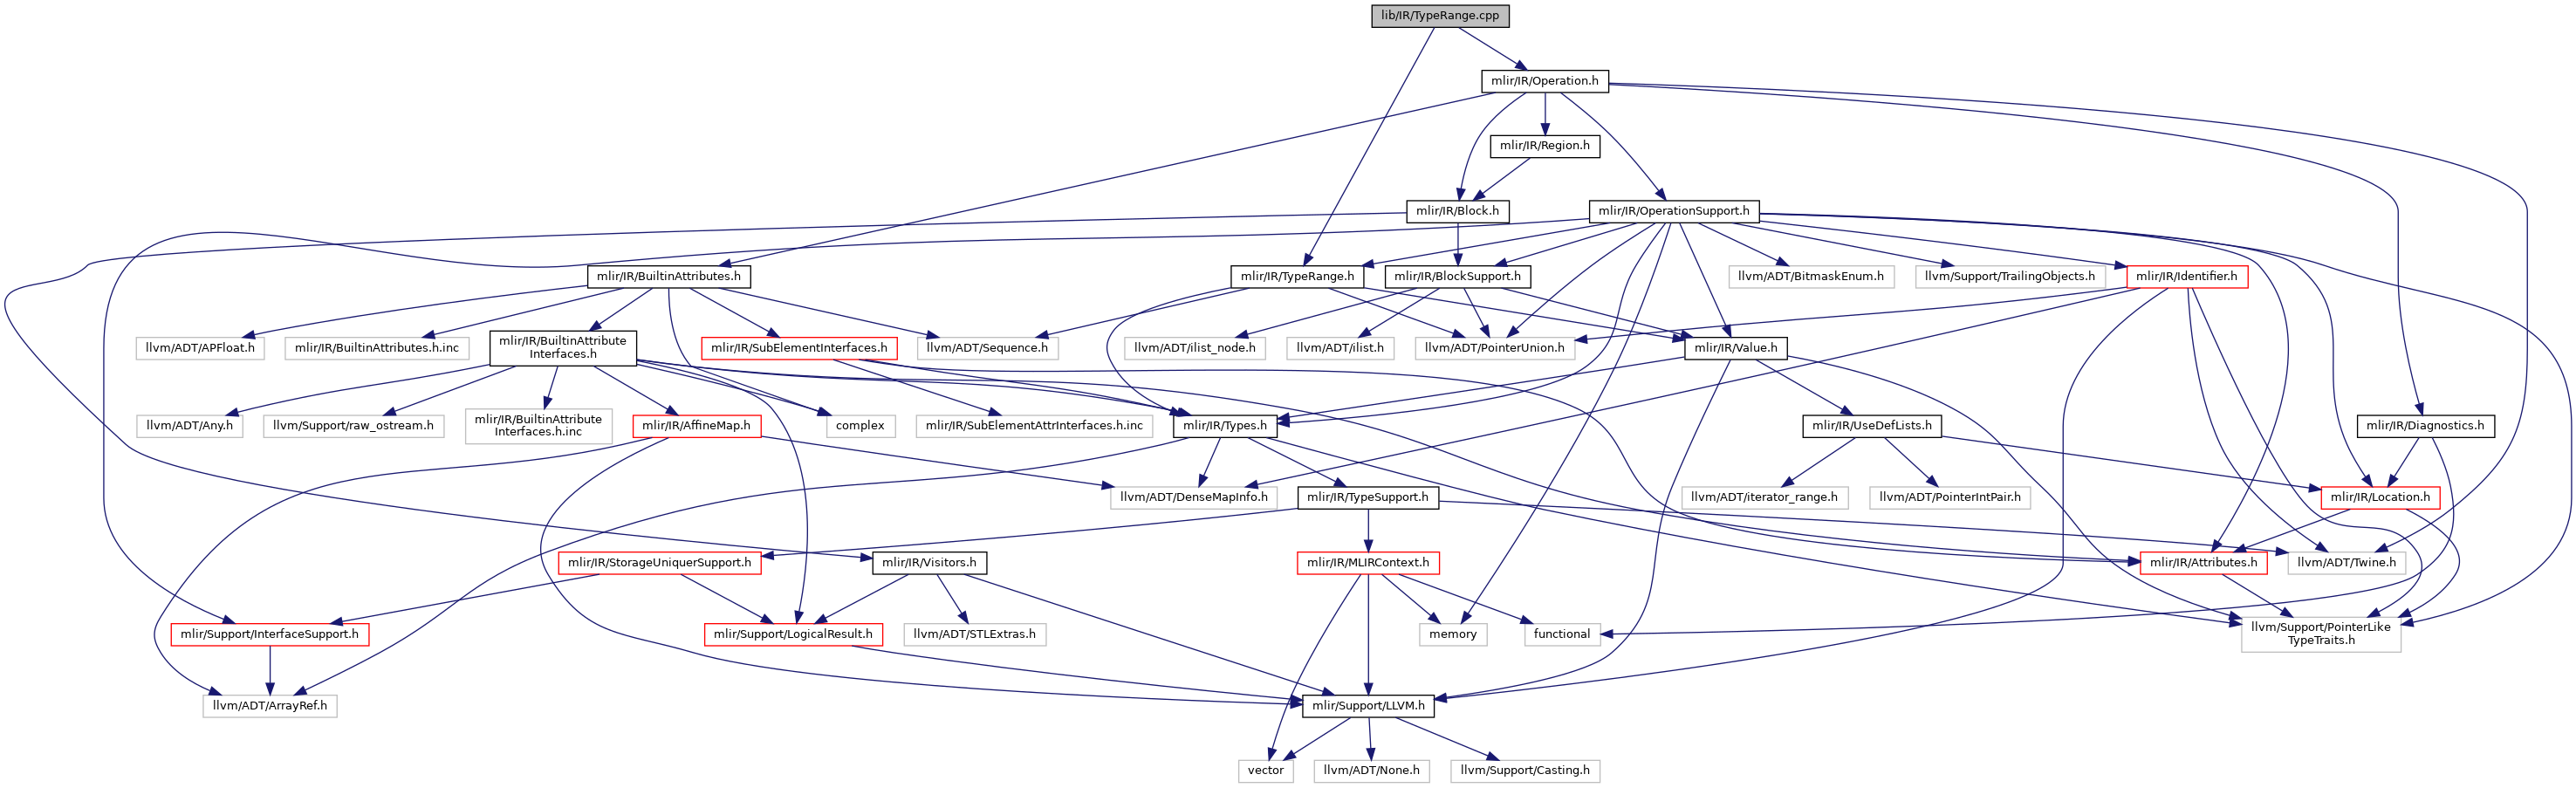 lib/IR/TypeRange.cpp
mlir/IR/Operation.h
mlir/IR/Region.h
mlir/IR/Block.h
mlir/IR/OperationSupport.h
mlir/IR/BuiltinAttributes.h
mlir/IR/TypeRange.h
mlir/IR/BlockSupport.h
llvm/ADT/BitmaskEnum.h
llvm/Support/TrailingObjects.h
mlir/IR/Identifier.h
llvm/ADT/APFloat.h
mlir/IR/BuiltinAttributes.h.inc
mlir/IR/BuiltinAttribute
Interfaces.h
mlir/IR/SubElementInterfaces.h
llvm/ADT/Sequence.h
llvm/ADT/ilist_node.h
llvm/ADT/ilist.h
llvm/ADT/PointerUnion.h
mlir/IR/Value.h
llvm/ADT/Any.h
llvm/Support/raw_ostream.h
mlir/IR/BuiltinAttribute
Interfaces.h.inc
mlir/IR/AffineMap.h
complex
mlir/IR/SubElementAttrInterfaces.h.inc
mlir/IR/Types.h
mlir/IR/UseDefLists.h
mlir/IR/Diagnostics.h
llvm/ADT/DenseMapInfo.h
mlir/IR/TypeSupport.h
llvm/ADT/iterator_range.h
llvm/ADT/PointerIntPair.h
mlir/IR/Location.h
mlir/IR/StorageUniquerSupport.h
mlir/IR/Visitors.h
mlir/IR/MLIRContext.h
mlir/IR/Attributes.h
llvm/ADT/Twine.h
mlir/Support/InterfaceSupport.h
mlir/Support/LogicalResult.h
llvm/ADT/STLExtras.h
memory
functional
llvm/Support/PointerLike
TypeTraits.h
llvm/ADT/ArrayRef.h
mlir/Support/LLVM.h
vector
llvm/ADT/None.h
llvm/Support/Casting.h